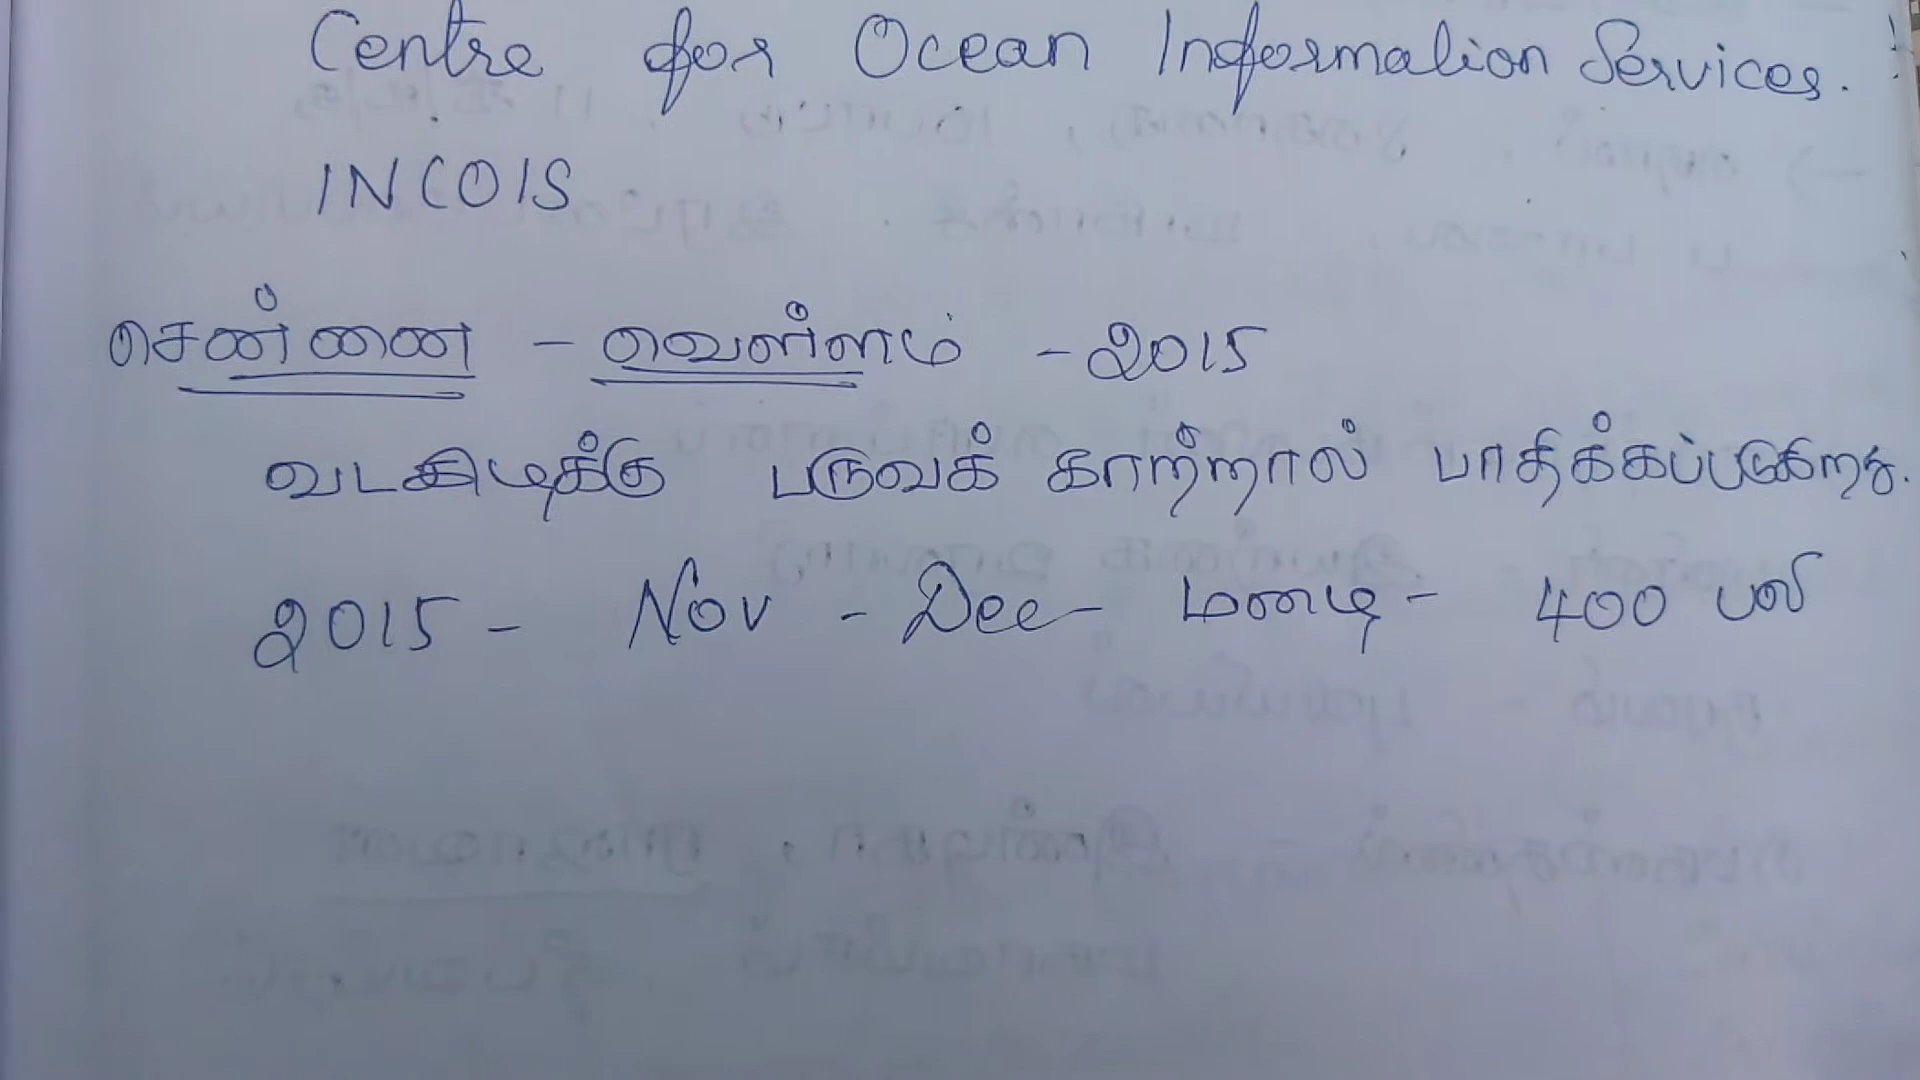 Centre for Ocean Information Services.
INCOIS
சென்னை - வெள்ளம் - 2015
வடகிழக்கு பருவக் காற்றால் பாதிக்கப்படுகிறது.
2015 - Nov - Dec - மழை - 400 பலி